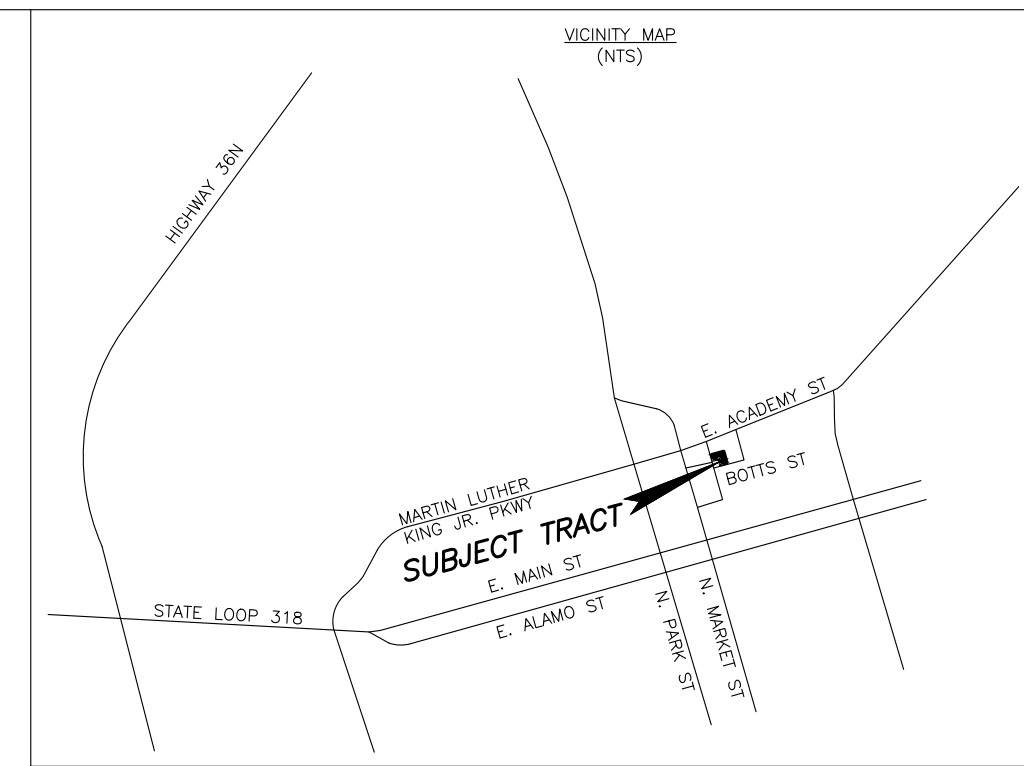 VICINITY MAP
(NTS)
HIGHWAY 36N
E. ACADEMY ST
BOTTS ST
MARTIN LUTHER
KING JR. PKWY
SUBJECT TRACT
E. MAIN ST
STATE LOOP 318
E. ALAMO ST
N. PARK ST
N. MARKET ST